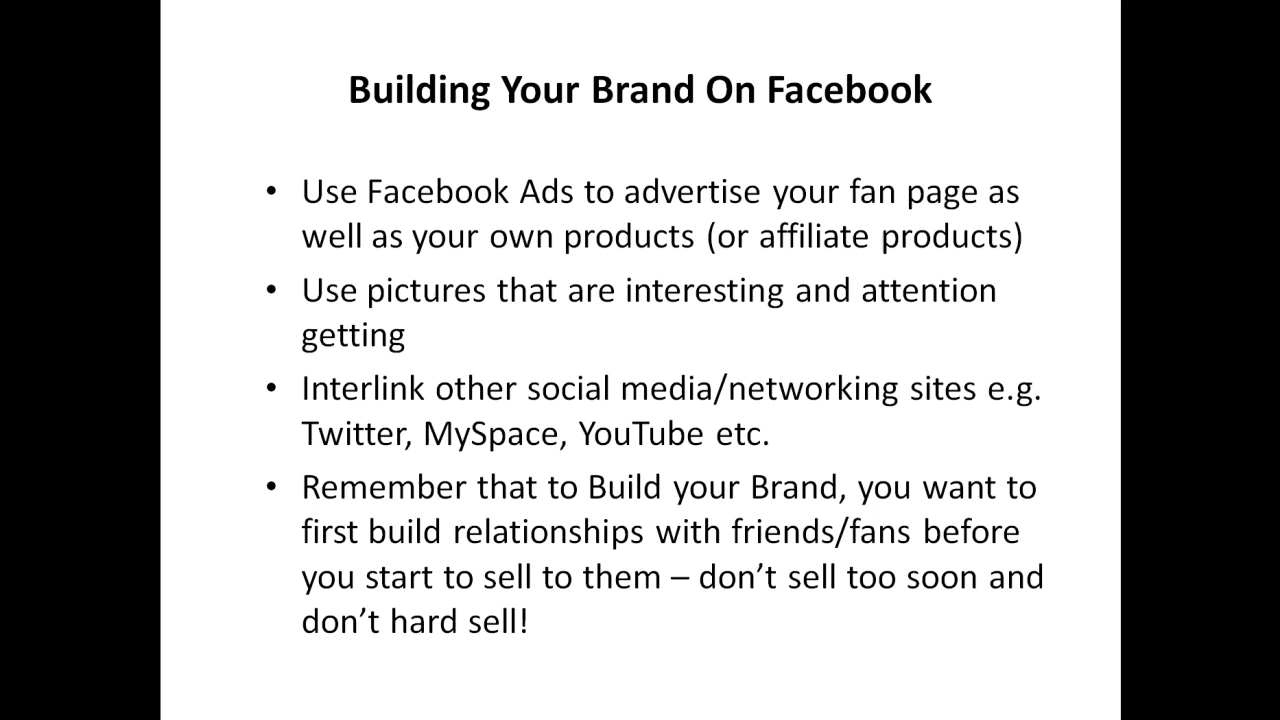 Building Your Brand On Facebook
• Use Facebook Ads to advertise your fan page as
well as your own products (or affiliate products)
• Use pictures that are interesting and attention
getting
• Interlink other social media/networking sites e.g.
Twitter, MySpace, YouTube etc.
• Remember that to Build your Brand, you want to
first build relationships with friends/fans before
you start to sell to them – don’t sell too soon and
don’t hard sell!